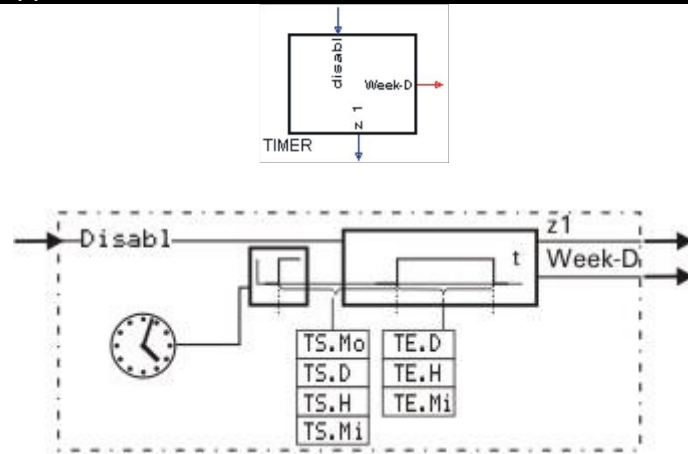 disabl
Week-D
z 1
TIMER
Disabl
z1
t
Week-D
TS.Mo
TS.D
TS.H
TS.Mi
TE.D
TE.H
TE.Mi